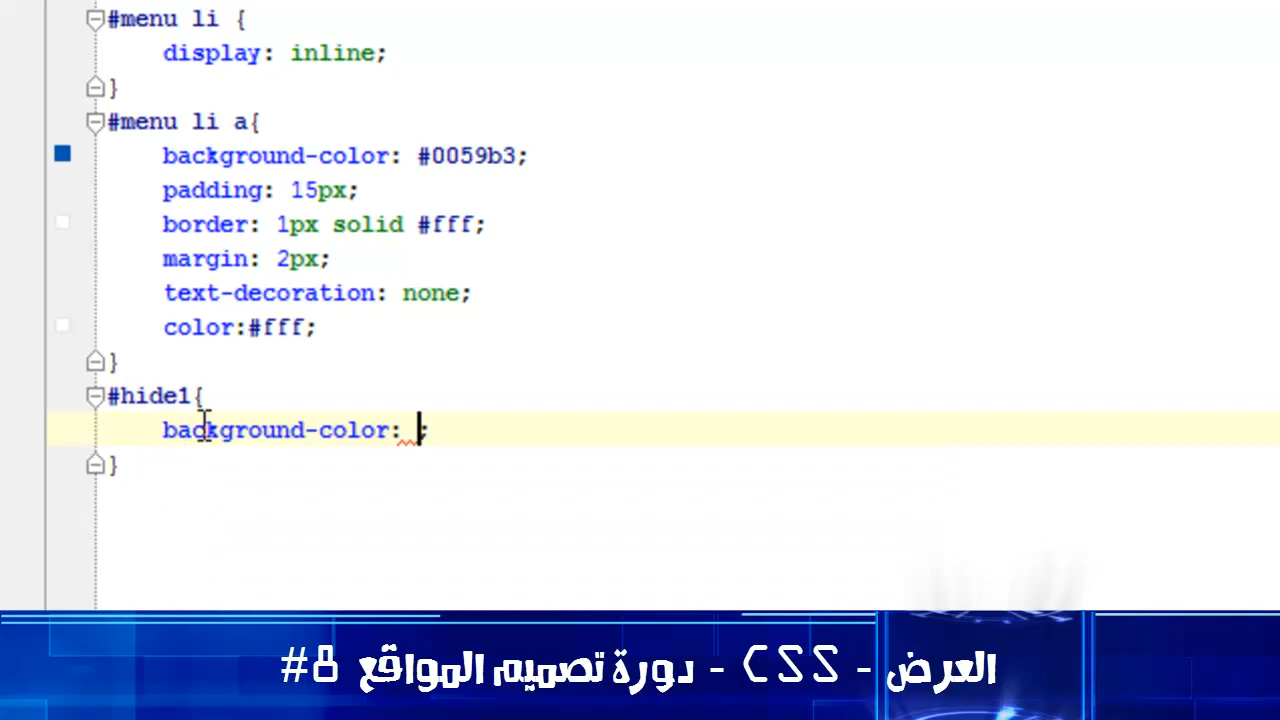 #menu li {
display: inline;
}
#menu li a{
background-color: #0059b3;
padding: 15px;
border: 1px solid #fff;
margin: 2px;
text-decoration: none;
color:#fff;
}
#hide1{
background-color: ;
}
العرض - CSS - دورة تصميم المواقع #8